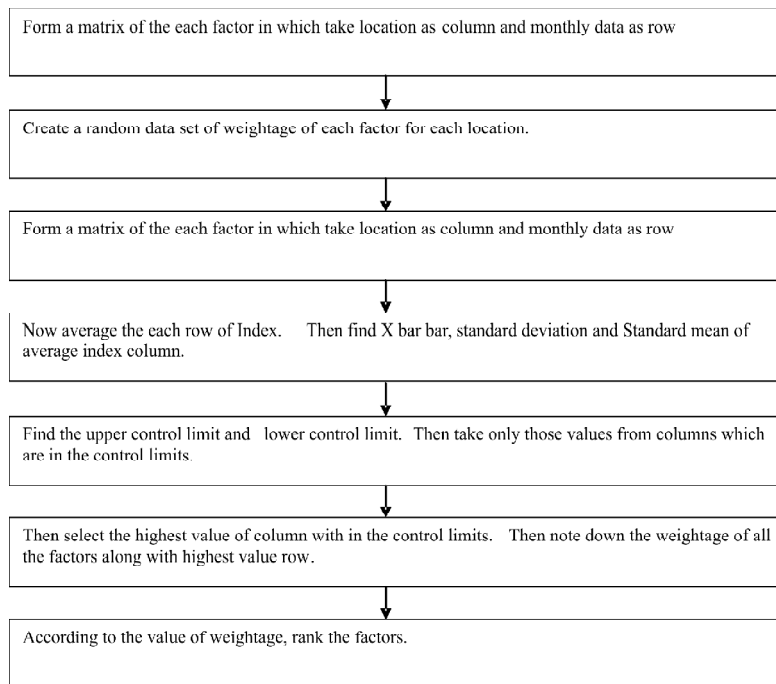 Form a matrix of the each factor in which take location as column and monthly data as row
Create a random data set of weightage of each factor for each location.
Form a matrix of the each factor in which take location as column and monthly data as row
Now average the each row of Index. Then find X bar bar, standard deviation and Standard mean of
average index column.
Find the upper control limit and lower control limit. Then take only those values from columns which
are in the control limits.
Then select the highest value of column with in the control limits. Then note down the weightage of all
the factors along with highest value row.
According to the value of weightage, rank the factors.